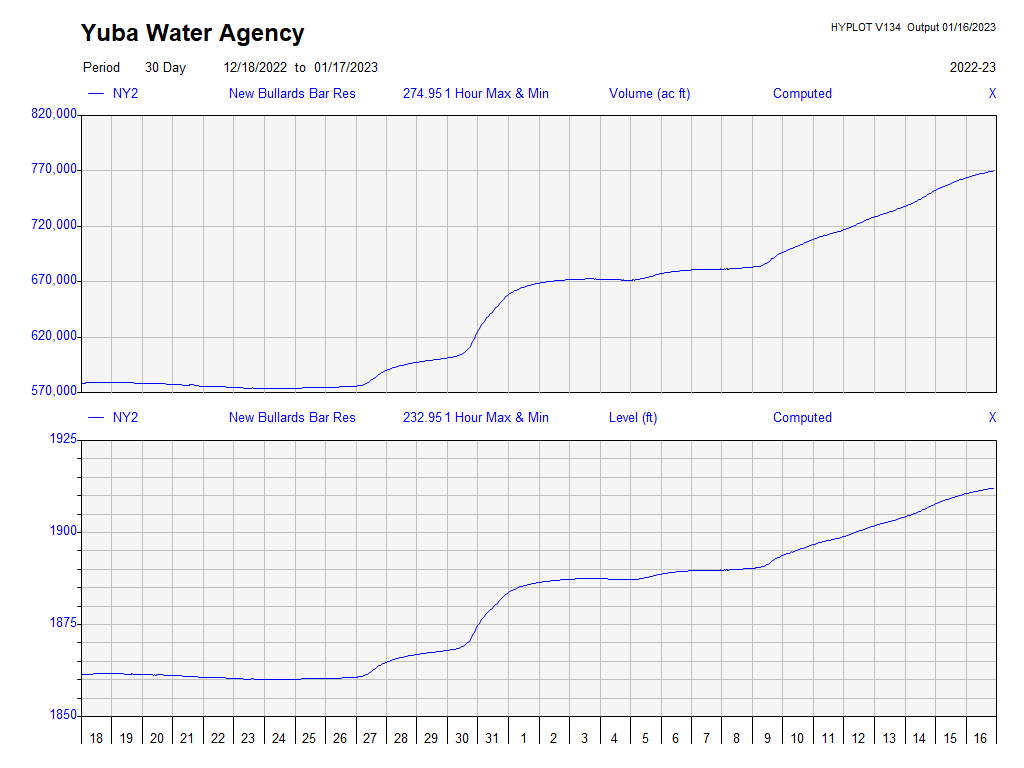 Yuba Water Agency
HYPLOT V134 Output 01/16/2023
Period 30 Day 12/18/2022 to 01/17/2023 2022-23
NY2 New Bullards Bar Res 274.95 1 Hour Max & Min Volume (ac ft) Computed X
820,000
770,000
720,000
670,000
620,000
570,000
NY2 New Bullards Bar Res 232.95 1 Hour Max & Min Level (ft) Computed X
1925
1900
1875
1850
18 19 20 21 22 23 24 25 26 27 28 29 30 31 1 2 3 4 5 6 7 8 9 10 11 12 13 14 15 16